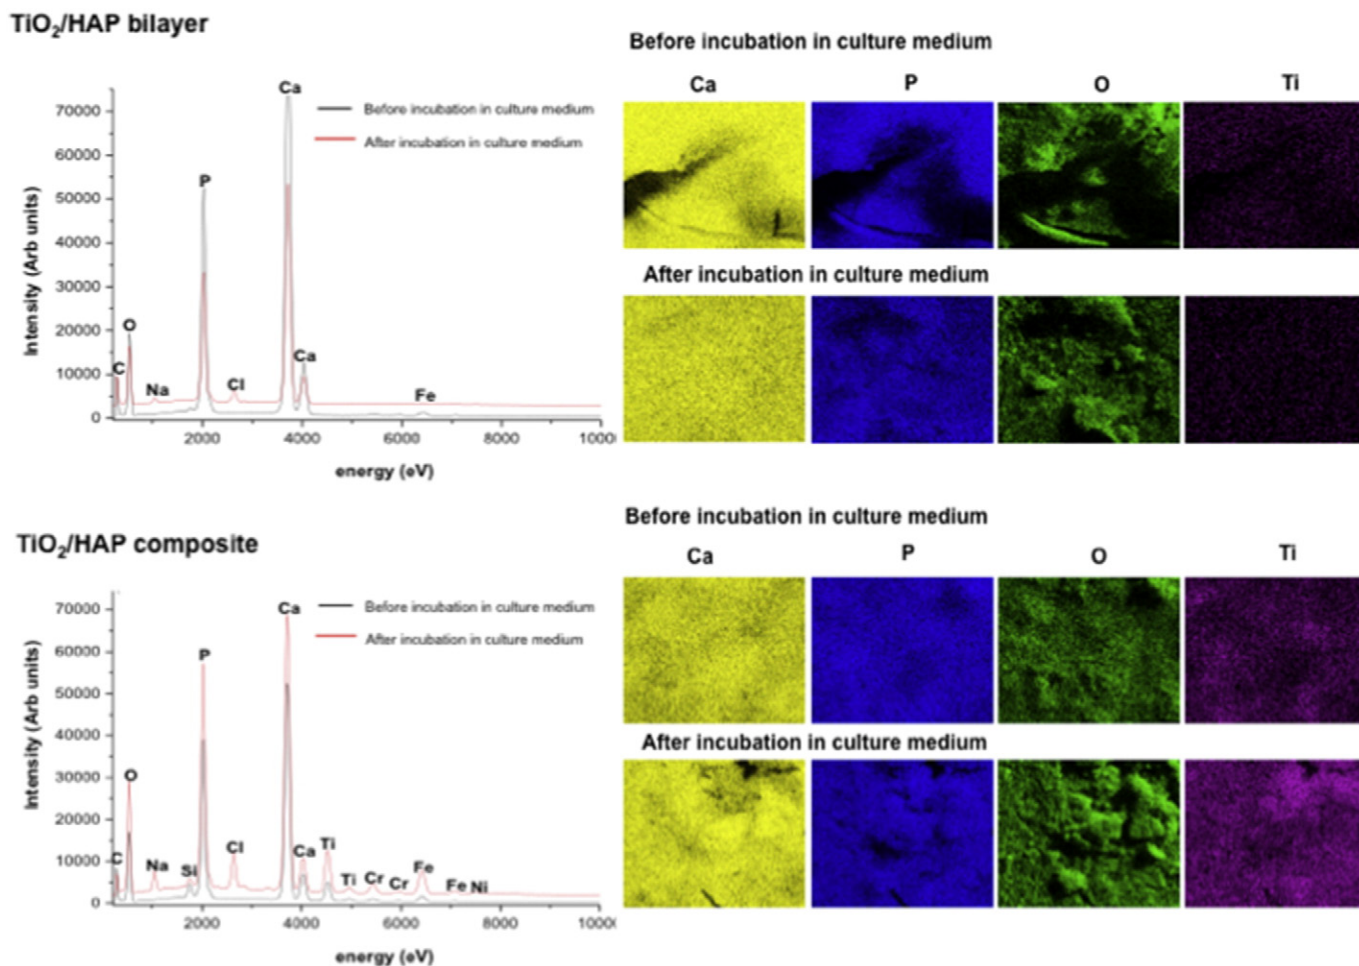 TiO₂/HAP bilayer
Before incubation in culture medium
Ca P O Ti
Before incubation in culture medium
After incubation in culture medium
Ca
P
O
C
Na
Cl
Ca
Fe
70000
60000
50000
40000
30000
20000
10000
0
Intensity (Arb units)
2000 4000 6000 8000 1000
energy (eV)
After incubation in culture medium
TiO₂/HAP composite
Before incubation in culture medium
Ca P O Ti
Before incubation in culture medium
After incubation in culture medium
Ca
P
O
C
Na
Si
Cl
Ca
Ti
Ti
Cr
Cr
Fe
Fe
Ni
70000
60000
50000
40000
30000
20000
10000
0
Intensity (Arb units)
2000 4000 6000 8000 1000
energy (eV)
After incubation in culture medium